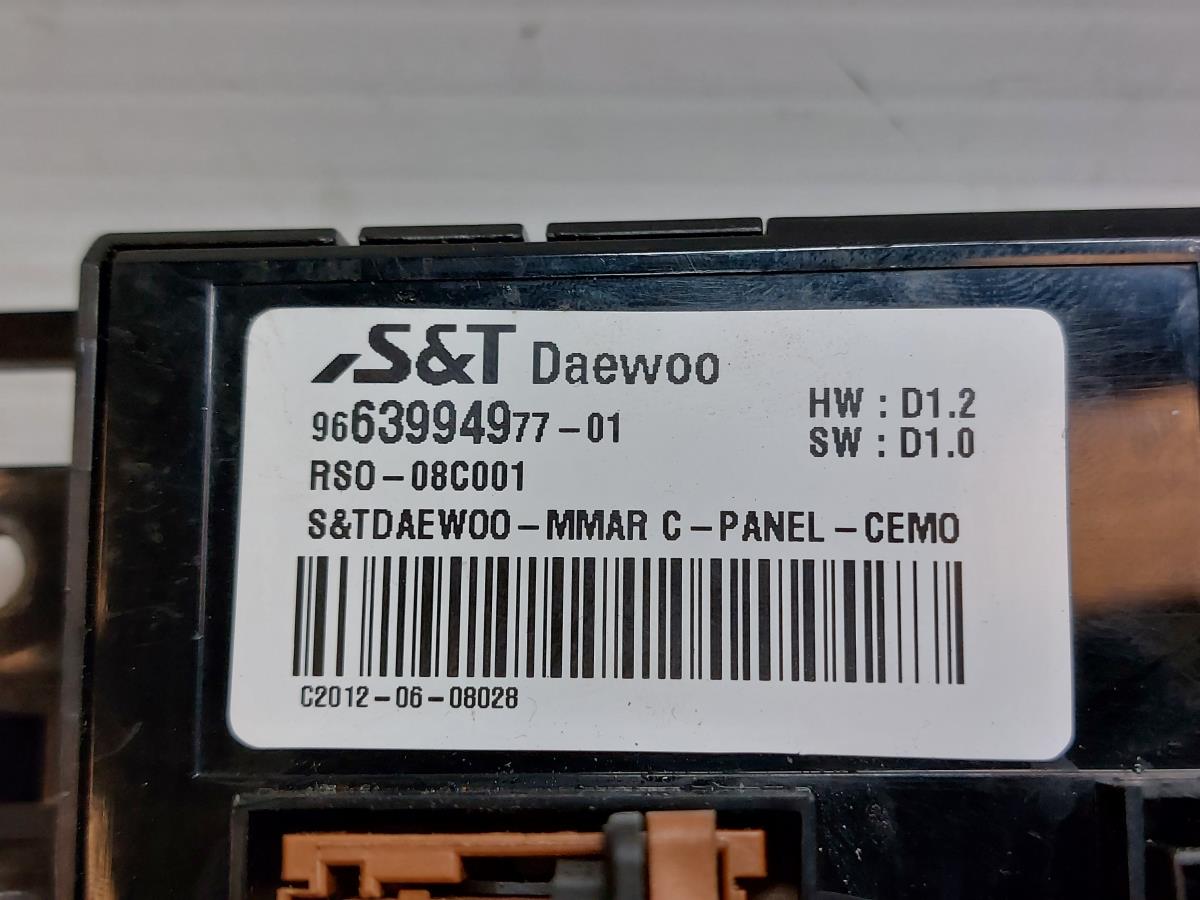 S&T Daewoo
9663994977-01
HW : D1.2
SW : D1.0
RSO-08C001
S&TDAEWOO-MMAR C-PANEL-CEMO
C2012-06-08028